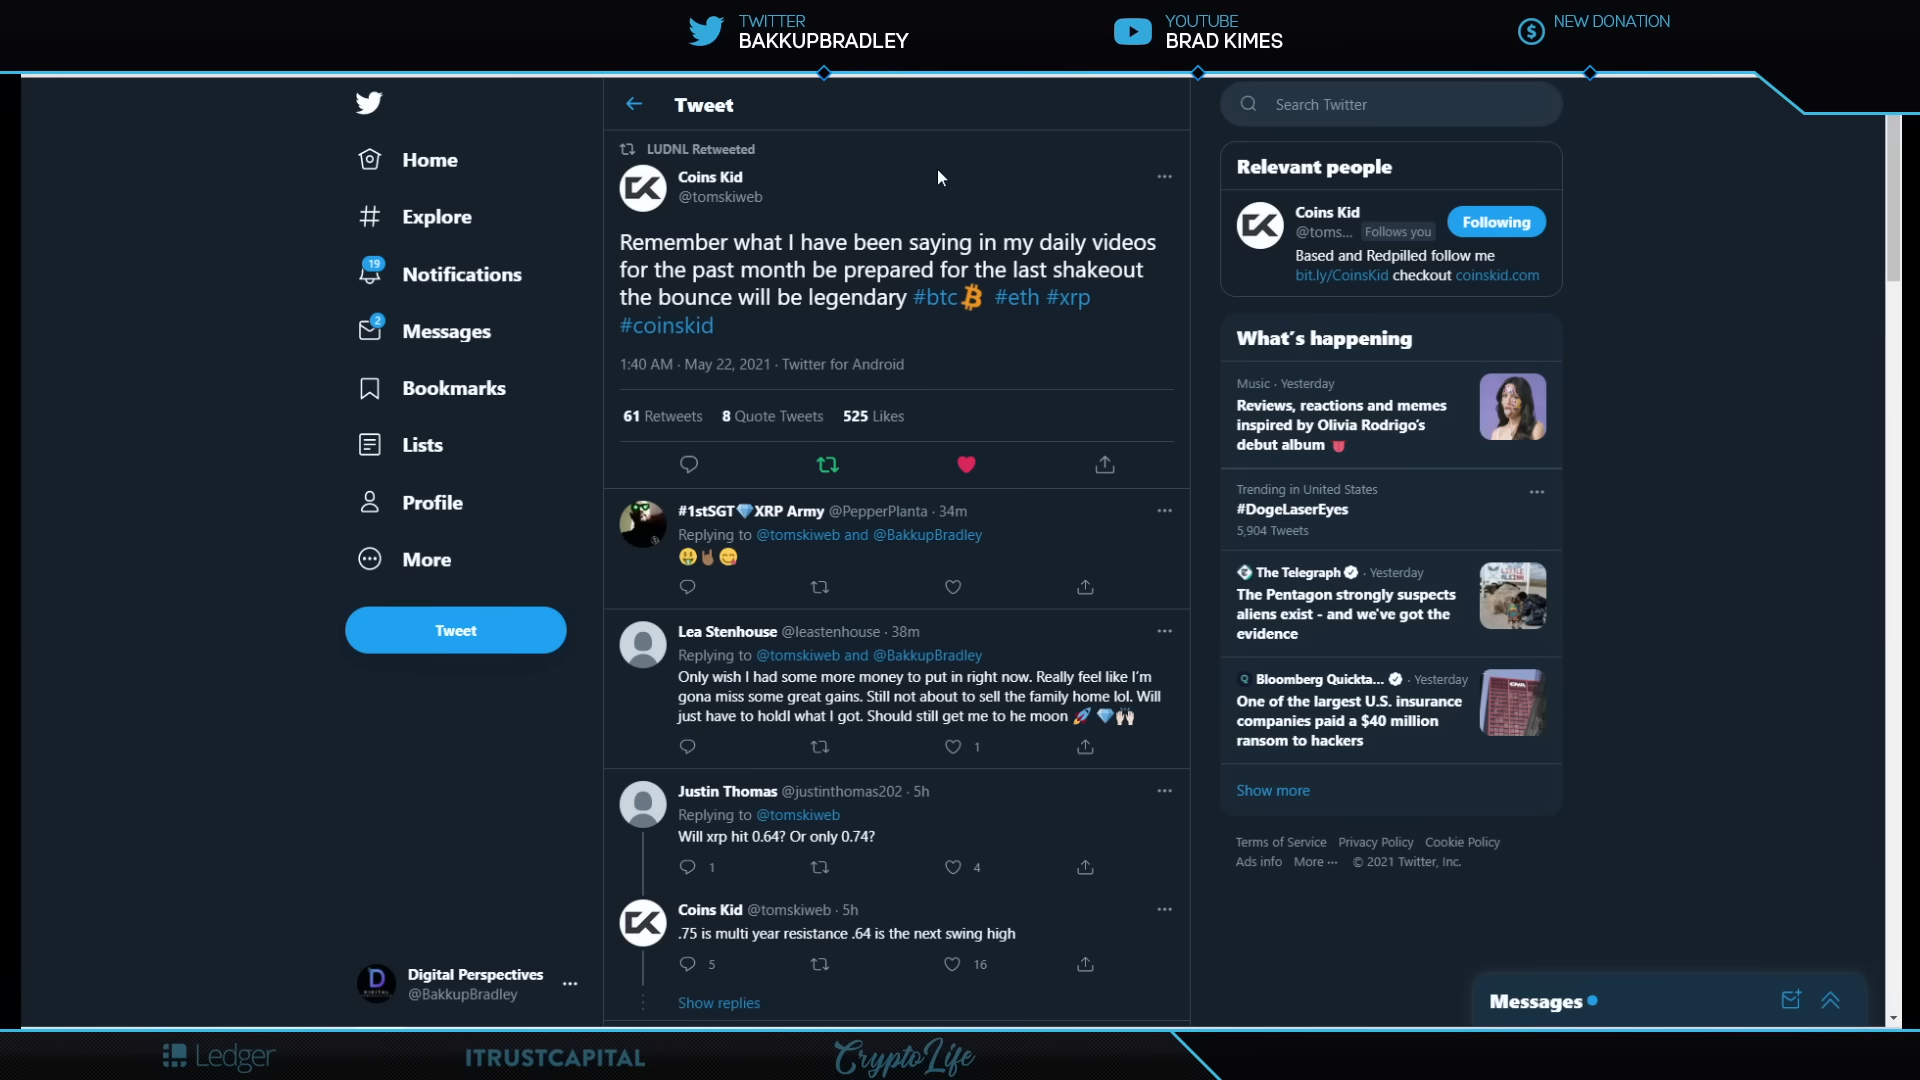 TWITTER
BAKKUPBRADLEY
YOUTUBE
BRAD KIMES
NEW DONATION
Home
Explore
19
Notifications
2
Messages
Bookmarks
Lists
Profile
More
Tweet
Digital Perspectives
@BakkupBradley
Tweet
LUDNL Retweeted
Coins Kid
@tomskiweb
Remember what I have been saying in my daily videos
for the past month be prepared for the last shakeout
the bounce will be legendary #btc #eth #xrp
#coinskid
1:40 AM · May 22, 2021 · Twitter for Android
61 Retweets 8 Quote Tweets 525 Likes
#1stSGT💎XRP Army @PepperPlanta · 34m
Replying to @tomskiweb and @BakkupBradley
🤑🤘🏾😋
Lea Stenhouse @leastenhouse · 38m
Replying to @tomskiweb and @BakkupBradley
Only wish I had some more money to put in right now. Really feel like I'm
gona miss some great gains. Still not about to sell the family home lol. Will
just have to holdl what I got. Should still get me to he moon 🚀 💎🙌🏻
1
Justin Thomas @justinthomas202 · 5h
Replying to @tomskiweb
Will xrp hit 0.64? Or only 0.74?
1 4
Coins Kid @tomskiweb · 5h
.75 is multi year resistance .64 is the next swing high
5 16
Show replies
Search Twitter
Relevant people
Coins Kid
@toms... Follows you
Following
Based and Redpilled follow me
bit.ly/CoinsKid checkout coinskid.com
What's happening
Music · Yesterday
Reviews, reactions and memes
inspired by Olivia Rodrigo's
debut album 👅
Trending in United States
#DogeLaserEyes
5,904 Tweets
The Telegraph · Yesterday
The Pentagon strongly suspects
aliens exist - and we've got the
evidence
Bloomberg Quickta... · Yesterday
One of the largest U.S. insurance
companies paid a $40 million
ransom to hackers
CNA
Show more
Terms of Service Privacy Policy Cookie Policy
Ads info More ··· © 2021 Twitter, Inc.
Messages
Ledger
ITRUSTCAPITAL
CryptoLife